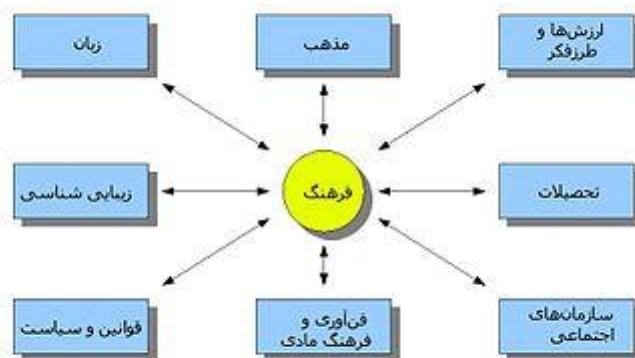 ارزش‌ها و
طرزفکر
مذهب
زبان
تحصیلات
فرهنگ
زیبایی شناسی
سازمان‌های
اجتماعی
فن‌آوری و
فرهنگ مادی
قوانین و سیاست